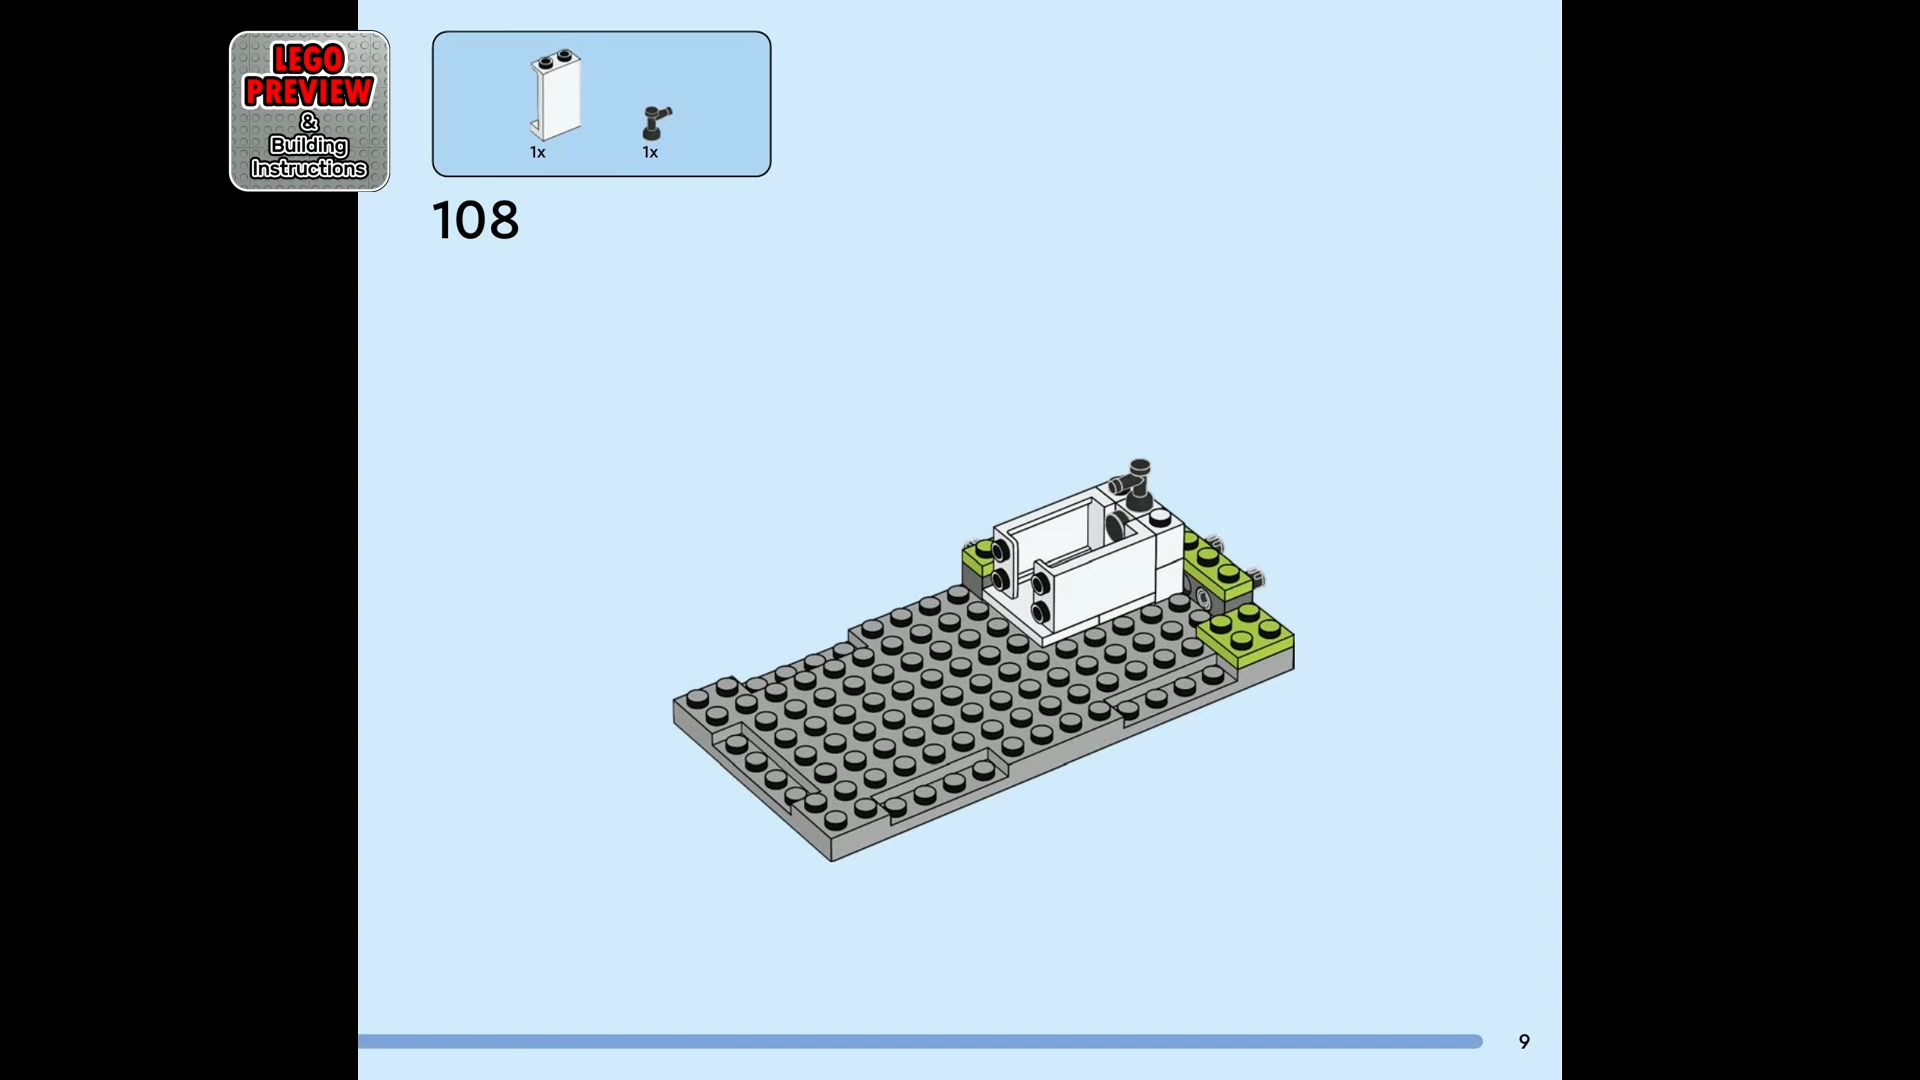 LEGO
PREVIEW
&
Building
Instructions
1x 1x
108
9